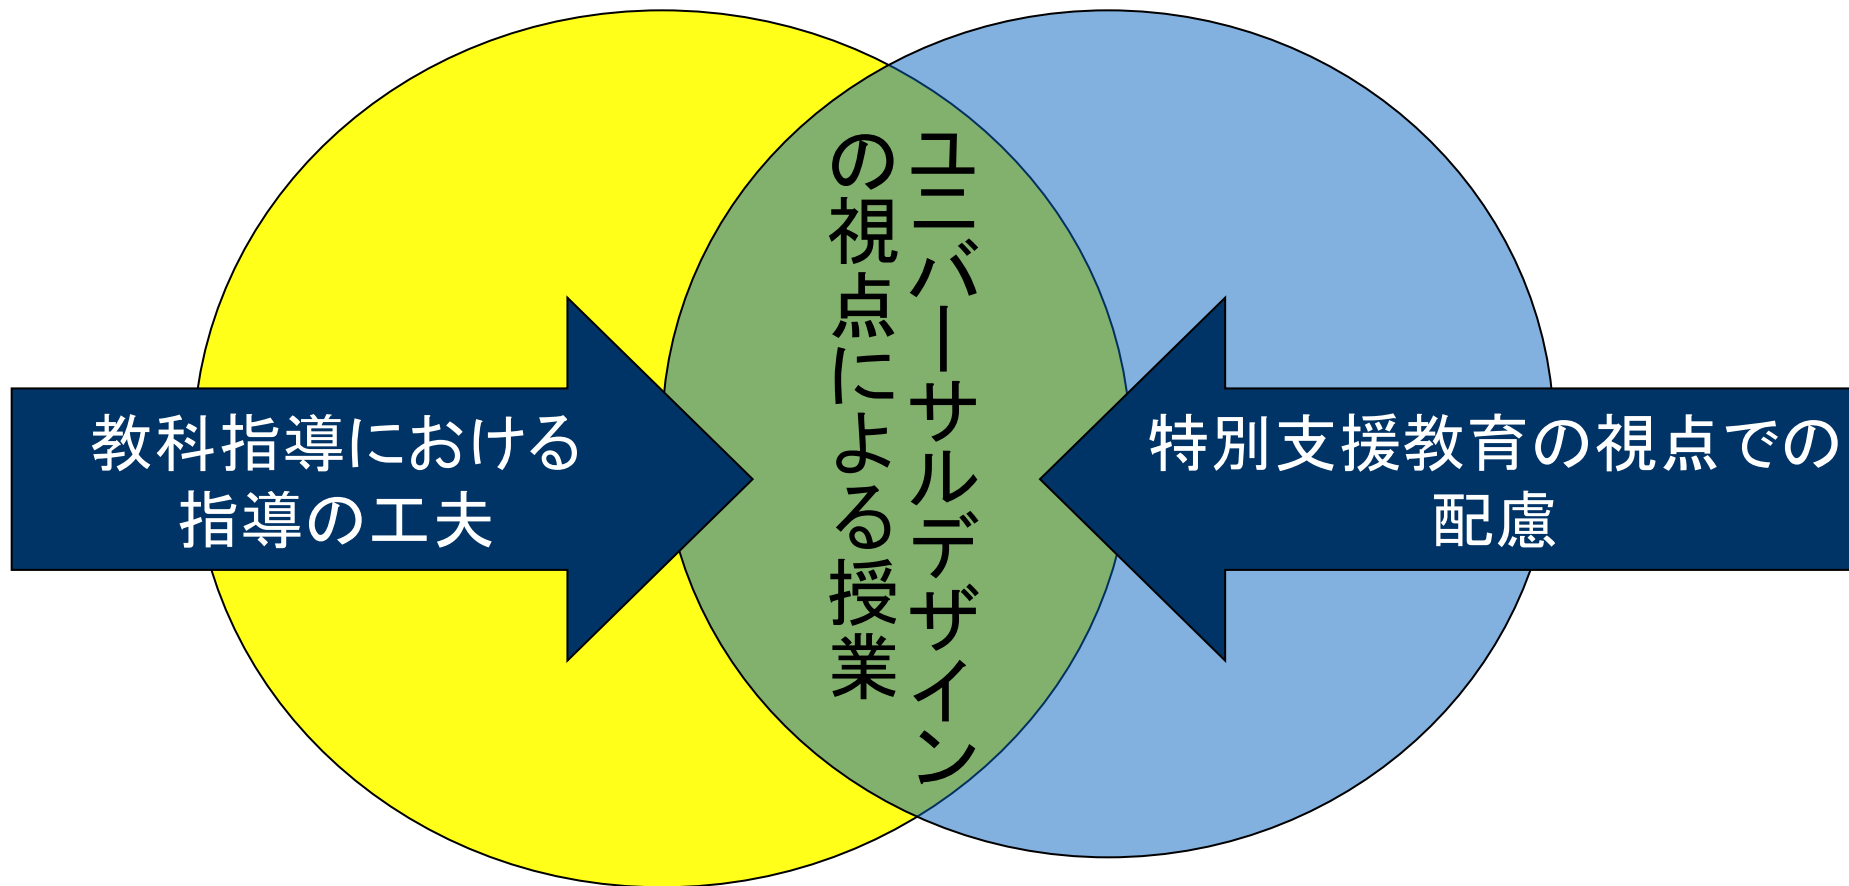 教科指導における
指導の工夫
ユニバーサルデザイン
の視点による授業
特別支援教育の視点での
配慮